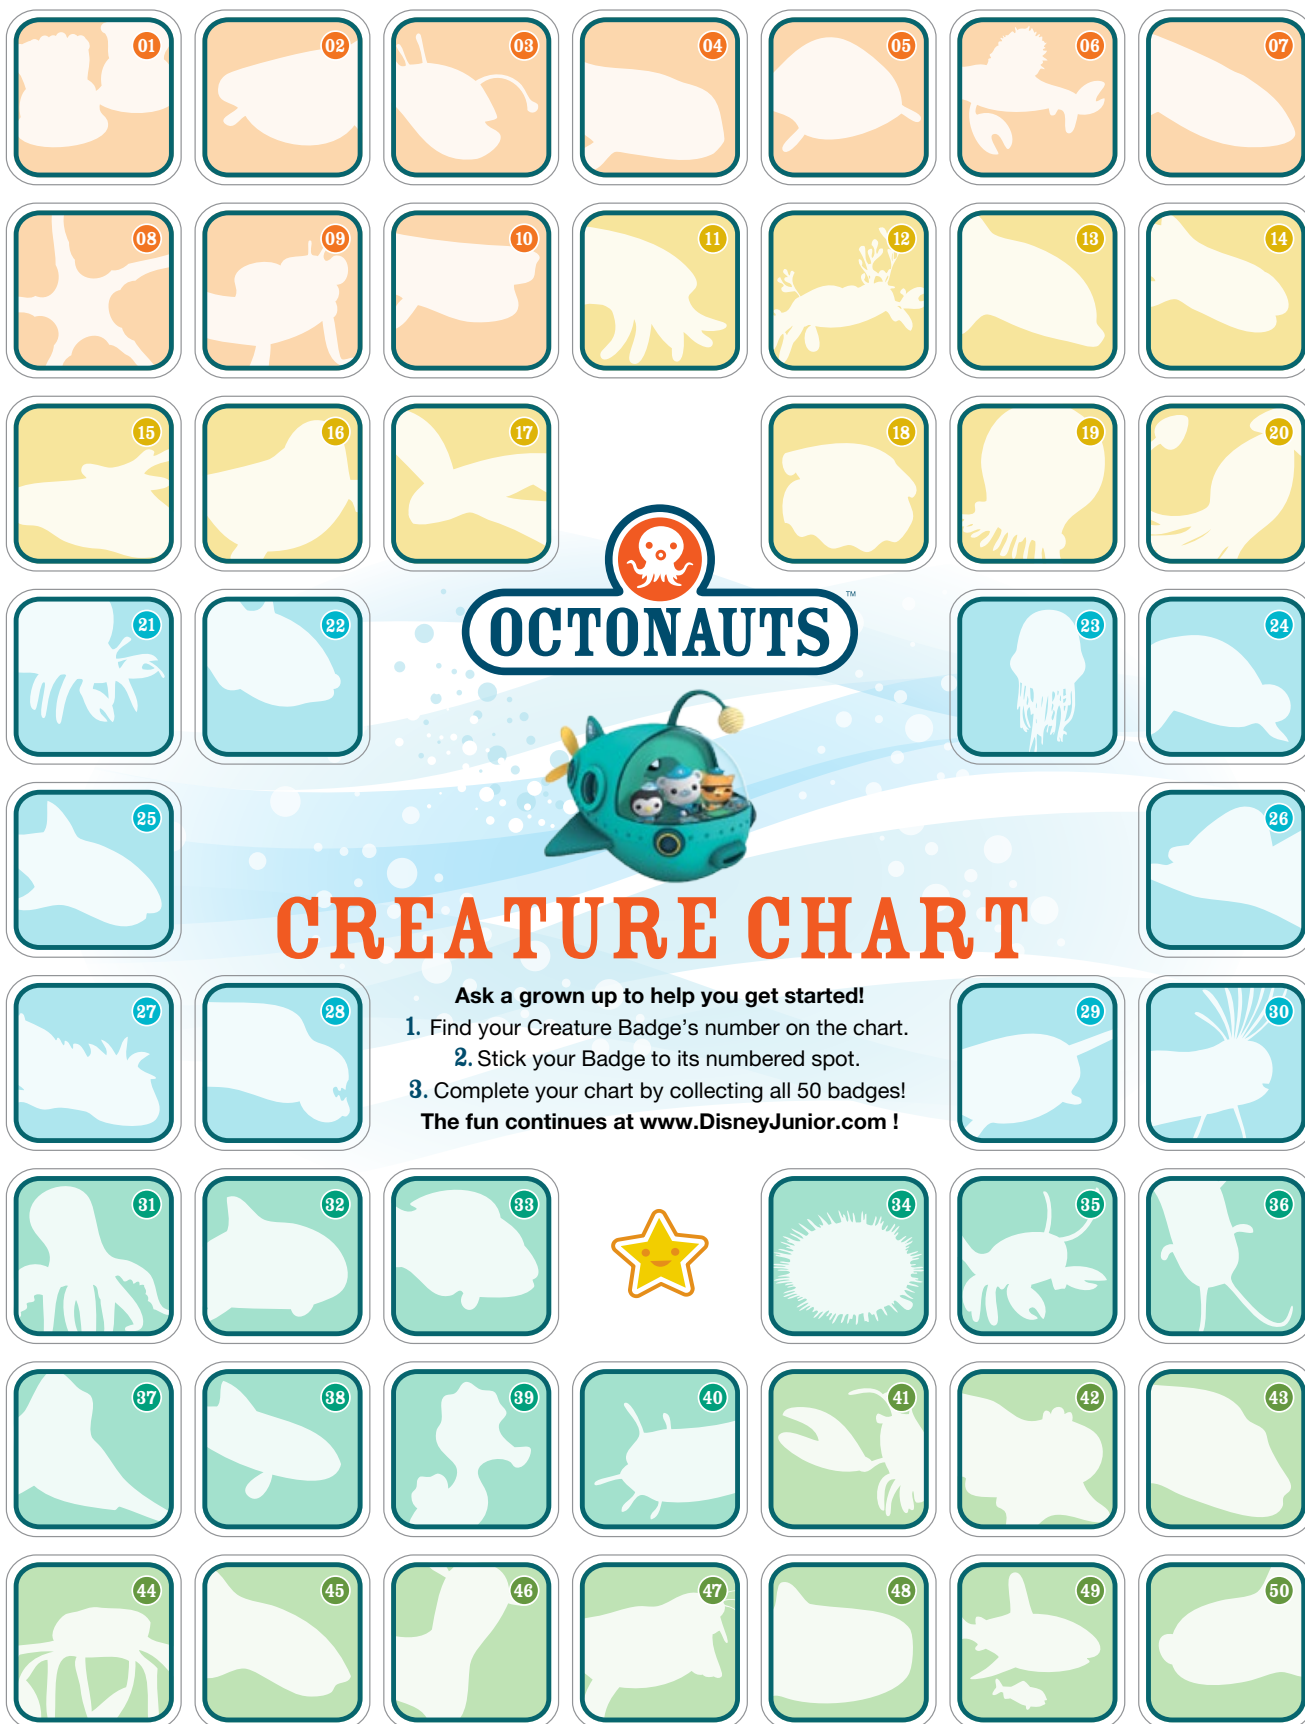 01 02 03 04 05 06 07
08 09 10 11 12 13 14
15 16 17 18 19 20
OCTONAUTS ™
21 22 23 24
25 26
CREATURE CHART
Ask a grown up to help you get started!
1. Find your Creature Badge's number on the chart.
2. Stick your Badge to its numbered spot.
3. Complete your chart by collecting all 50 badges!
The fun continues at www.DisneyJunior.com !
27 28 29 30
31 32 33 34 35 36
37 38 39 40 41 42 43
44 45 46 47 48 49 50